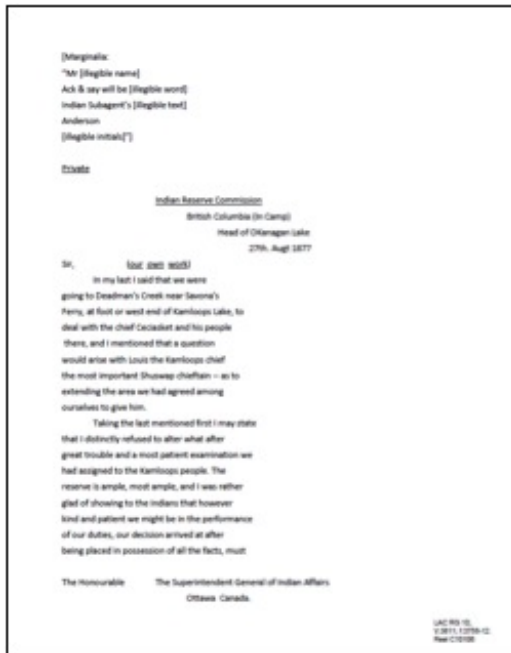 [Marginalia:
"Mr [illegible name]
Ack & say will be [illegible word]
Indian Subagent's [illegible text]
Anderson
[illegible initials]"]
Private
Indian Reserve Commission
British Columbia (In Camp)
Head of OKanagan Lake
27th. Augt 1877
Sir, (our own work)
In my last I said that we were
going to Deadman's Creek near Savona's
Ferry, at foot or west end of Kamloops Lake, to
deal with the chief Ceciasket and his people
there, and I mentioned that a question
would arise with Louis the Kamloops chief
the most important Shuswap chieftain – as to
extending the area we had agreed among
ourselves to give him.
Taking the last mentioned first I may state
that I distinctly refused to alter what after
great trouble and a most patient examination we
had assigned to the Kamloops people. The
reserve is ample, most ample, and I was rather
glad of showing to the Indians that however
kind and patient we might be in the performance
of our duties, our decision arrived at after
being placed in possession of all the facts, must
The Honourable The Superintendent General of Indian Affairs
Ottawa Canada.
LAC RG 10,
Reel C10106